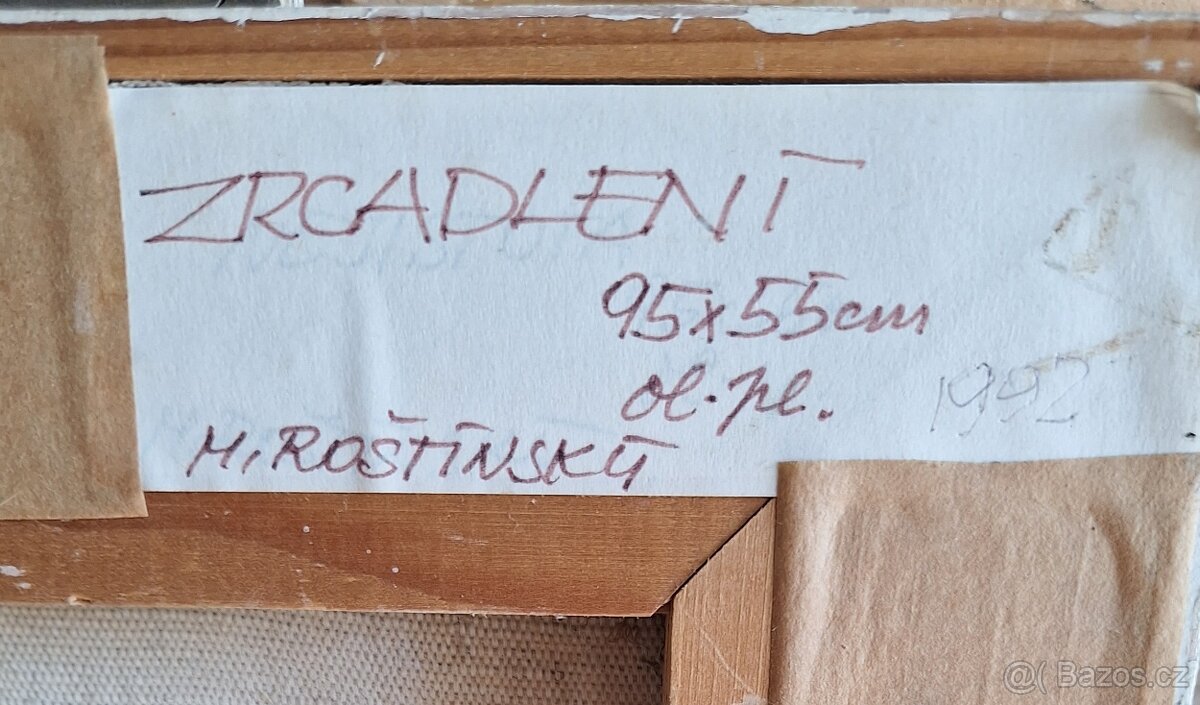 ZRCADLENÍ
95x55cm
ol. pl.
1992
M. ROŠTÍNSKÝ
@( Bazos.cz